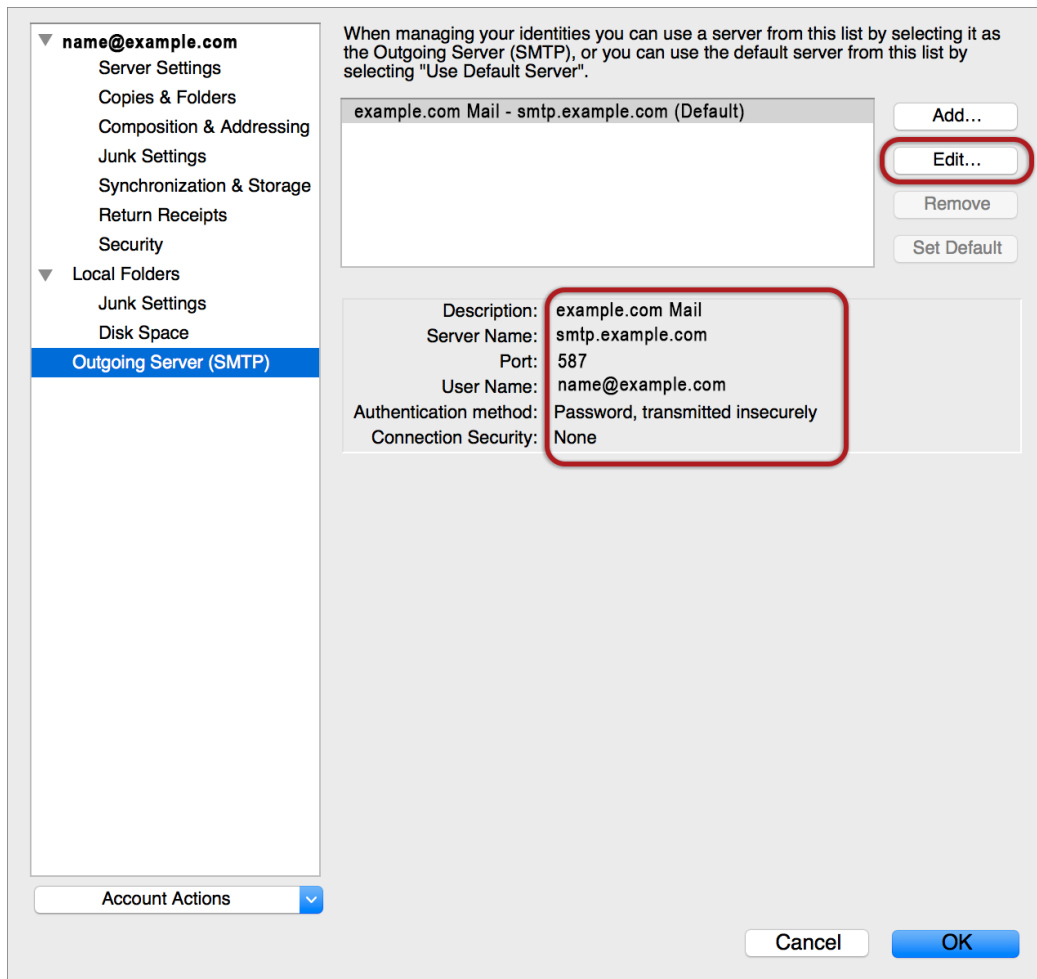 name@example.com
Server Settings
Copies & Folders
Composition & Addressing
Junk Settings
Synchronization & Storage
Return Receipts
Security
Local Folders
Junk Settings
Disk Space
Outgoing Server (SMTP)
Account Actions
When managing your identities you can use a server from this list by selecting it as
the Outgoing Server (SMTP), or you can use the default server from this list by
selecting "Use Default Server".
example.com Mail - smtp.example.com (Default)
Add...
Edit...
Remove
Set Default
Description: example.com Mail
Server Name: smtp.example.com
Port: 587
User Name: name@example.com
Authentication method: Password, transmitted insecurely
Connection Security: None
Cancel
OK